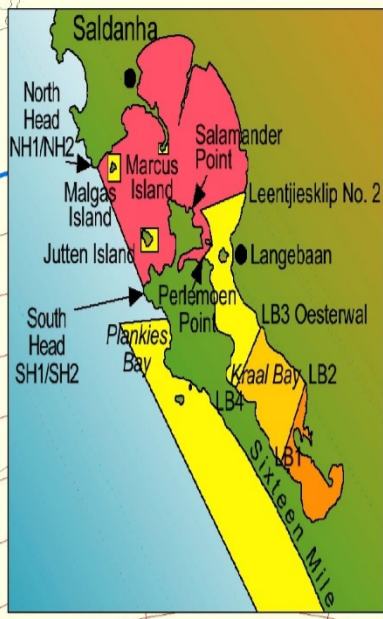 Saldanha
North
Head
NH1/NH2
Marcus
Island
Salamander
Point
Malgas
Island
Leentjiesklip No. 2
Jutten Island
Langebaan
Perlemoen
Point
South
Head
SH1/SH2
Plankies
Bay
LB3 Oesterwal
Kraal Bay
LB2
LB4
LB1
Sixteen Mile